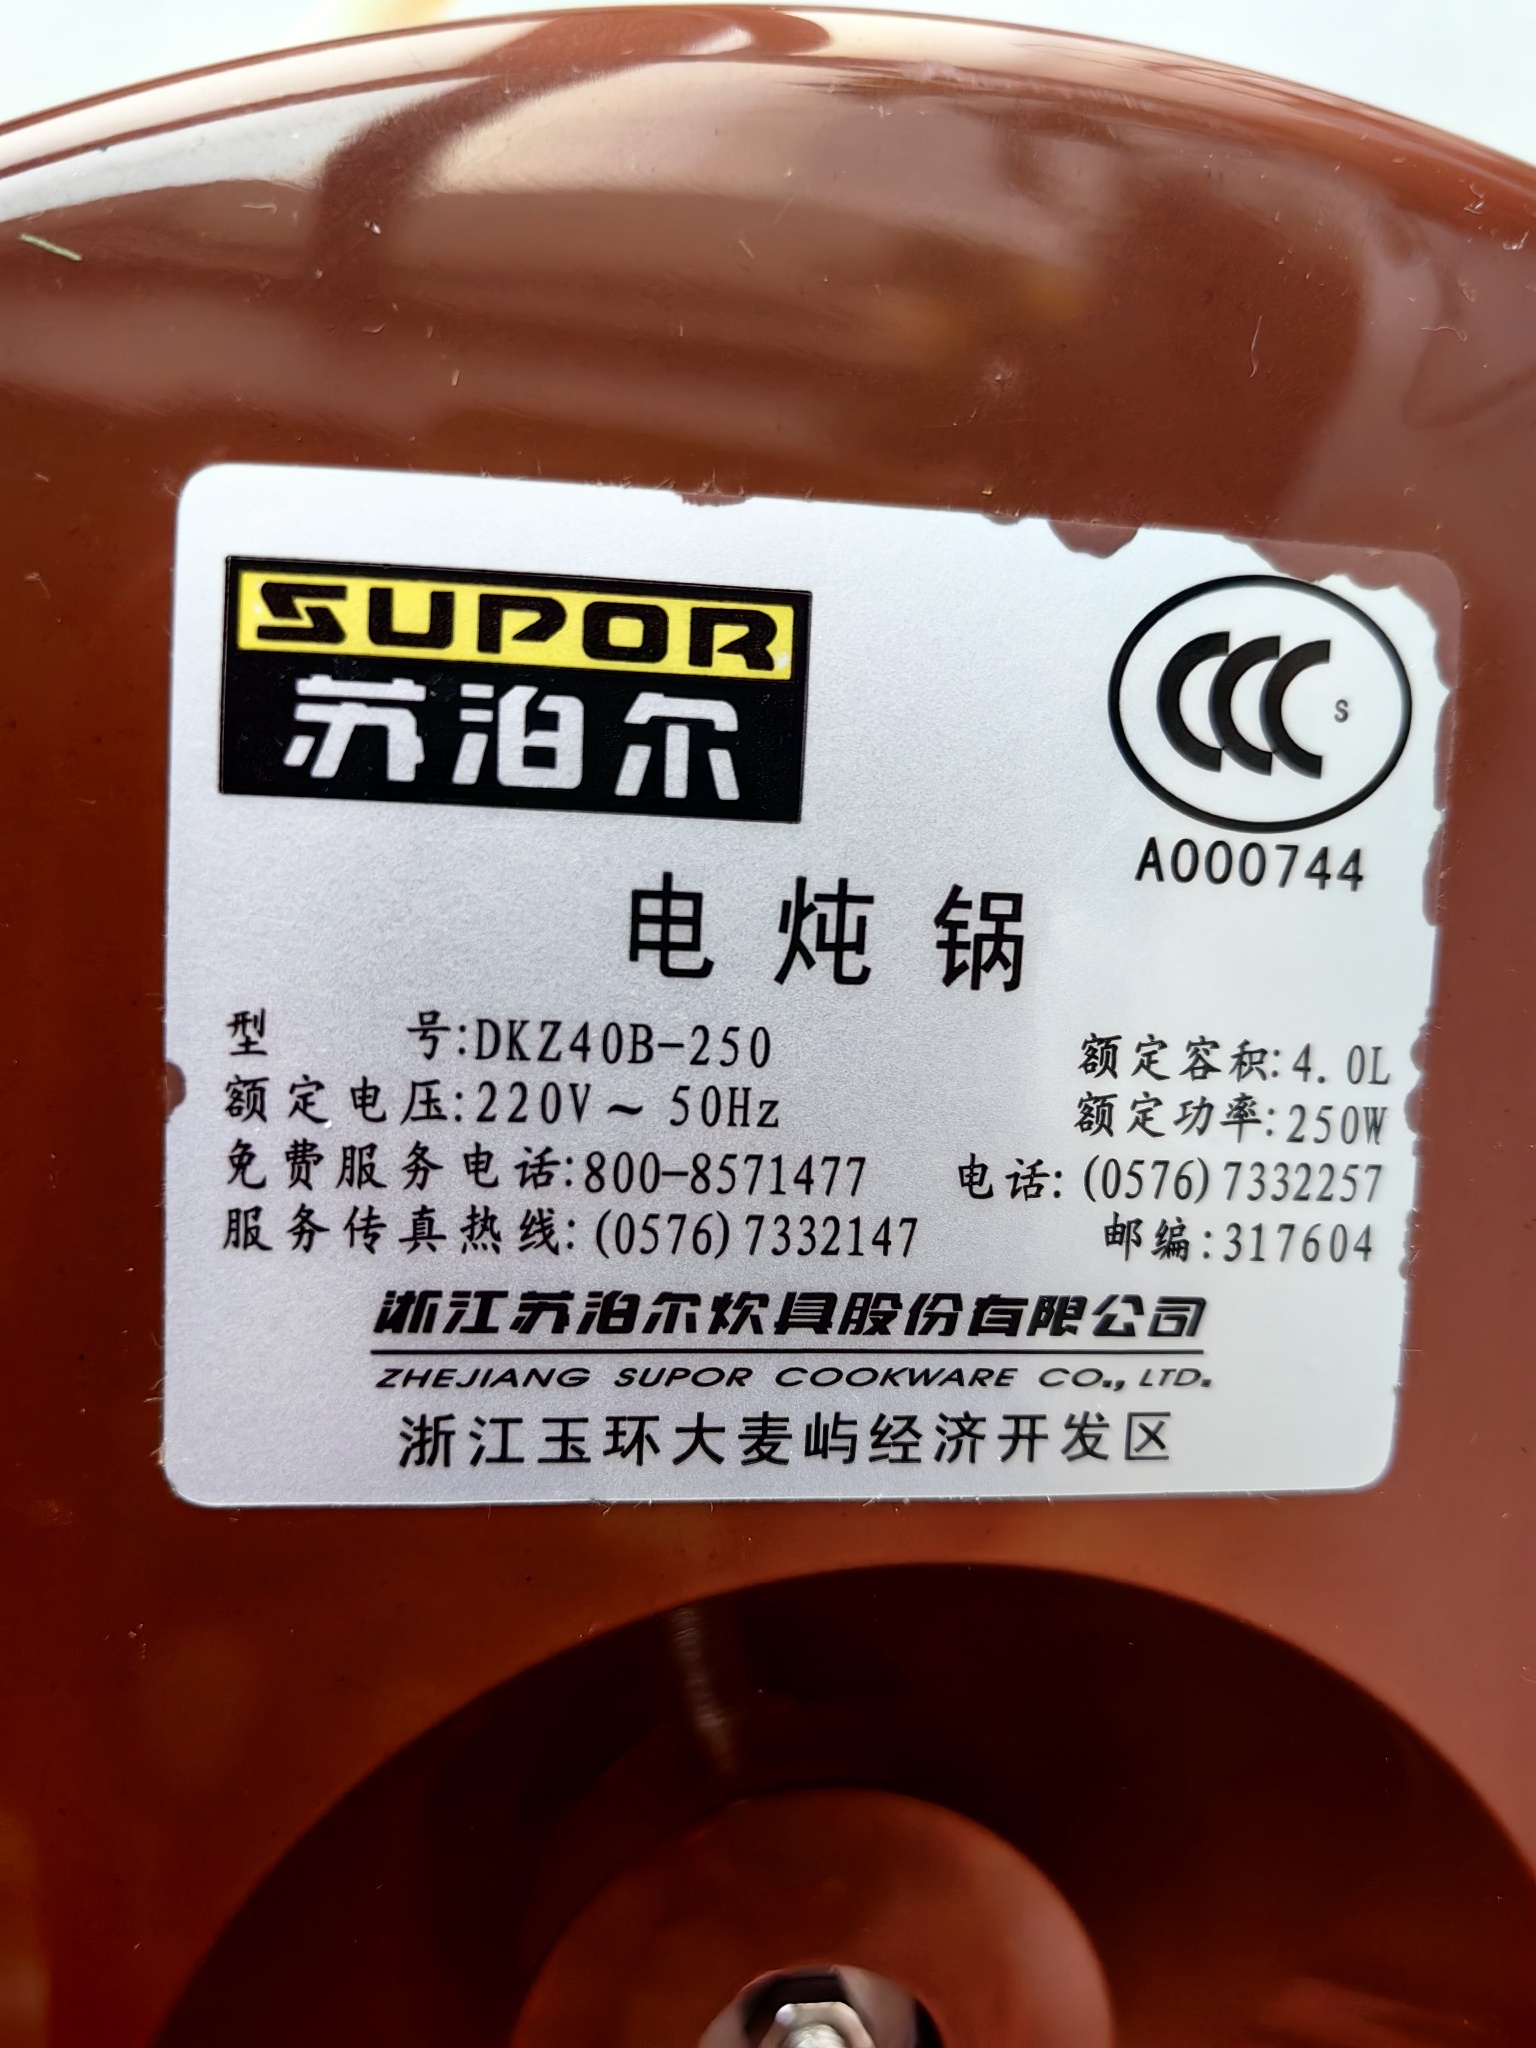 SUPOR
苏泊尔
CCC S
A000744
电炖锅
型 号:DKZ40B-250 额定容积:4.0L
额定电压:220V~ 50Hz 额定功率:250W
免费服务电话:800-8571477 电话:(0576)7332257
服务传真热线:(0576)7332147 邮编:317604
浙江苏泊尔炊具股份有限公司
ZHEJIANG SUPOR COOKWARE CO., LTD.
浙江玉环大麦屿经济开发区